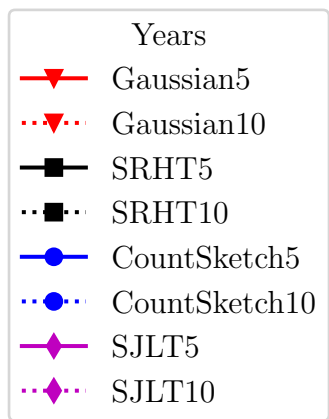 Years
Gaussian5
Gaussian10
SRHT5
SRHT10
CountSketch5
CountSketch10
SJLT5
SJLT10